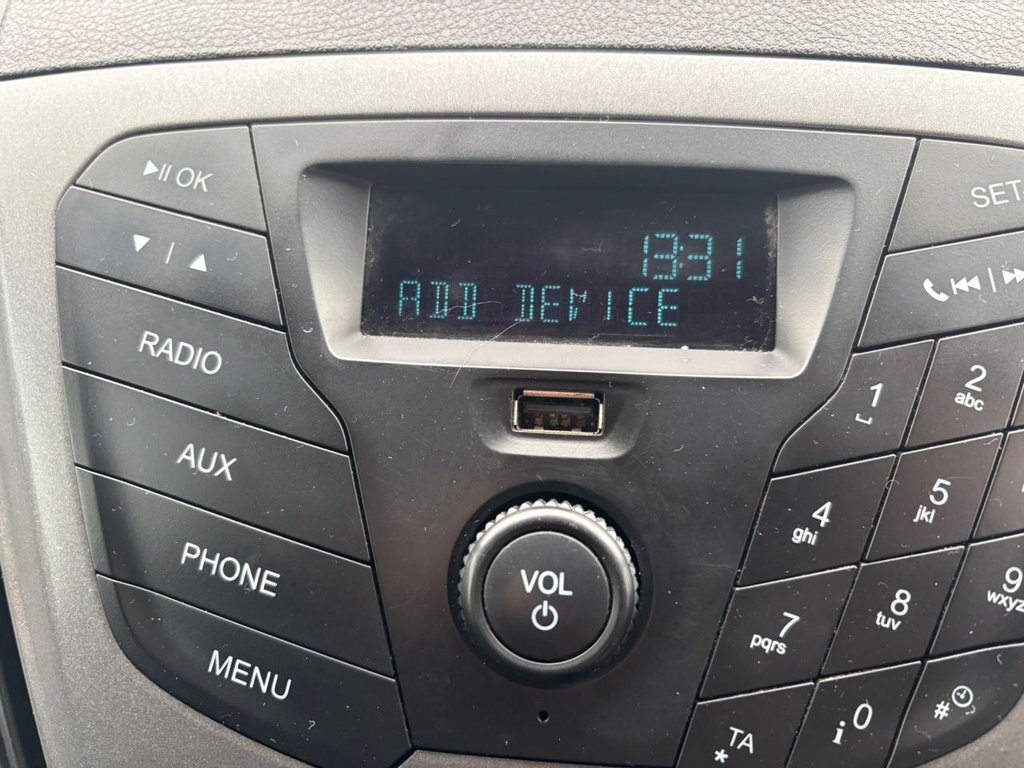 ▶II OK
▼ | ▲
RADIO
AUX
PHONE
MENU
13:31
ADD DEVICE
VOL
SET
1
2
abc
4
ghi
5
jkl
7
pqrs
8
tuv
9
wxyz
TA
*
i 0
#